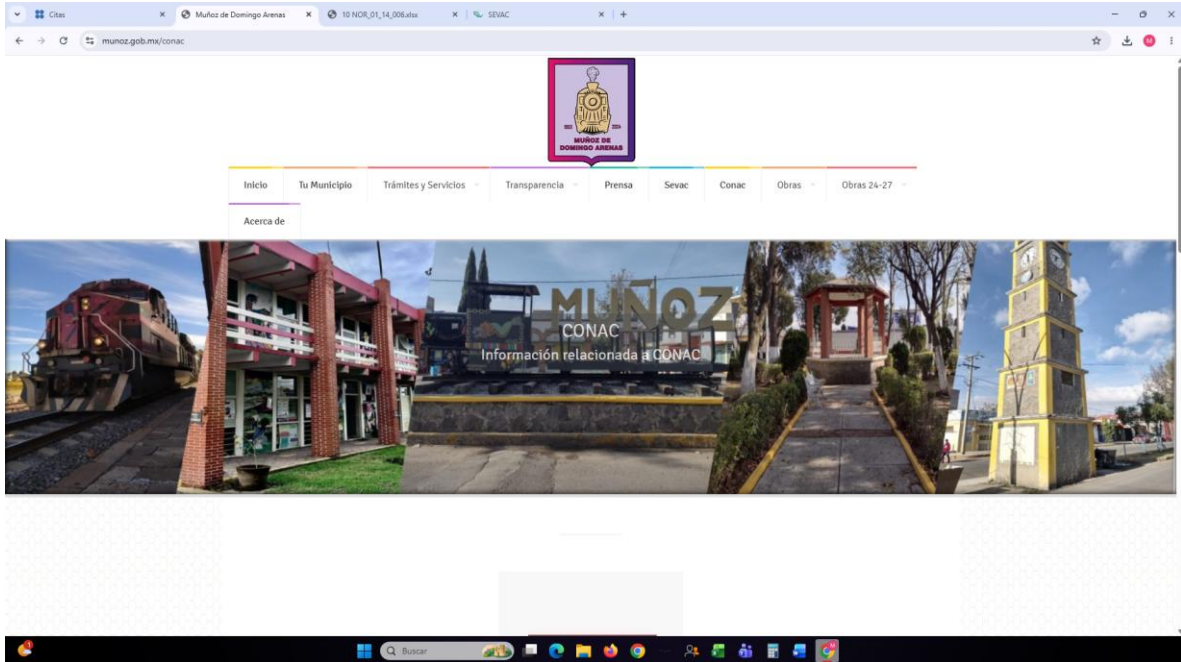 Citas
Muñoz de Domingo Arenas
10 NOR_01_14_006.xlsx
SEVAC
munoz.gob.mx/conac
MUÑOZ DE
DOMINGO ARENAS
Inicio
Tu Municipio
Trámites y Servicios
Transparencia
Prensa
Sevac
Conac
Obras
Obras 24-27
Acerca de
MUÑOZ
CONAC
Información relacionada a CONAC
Buscar